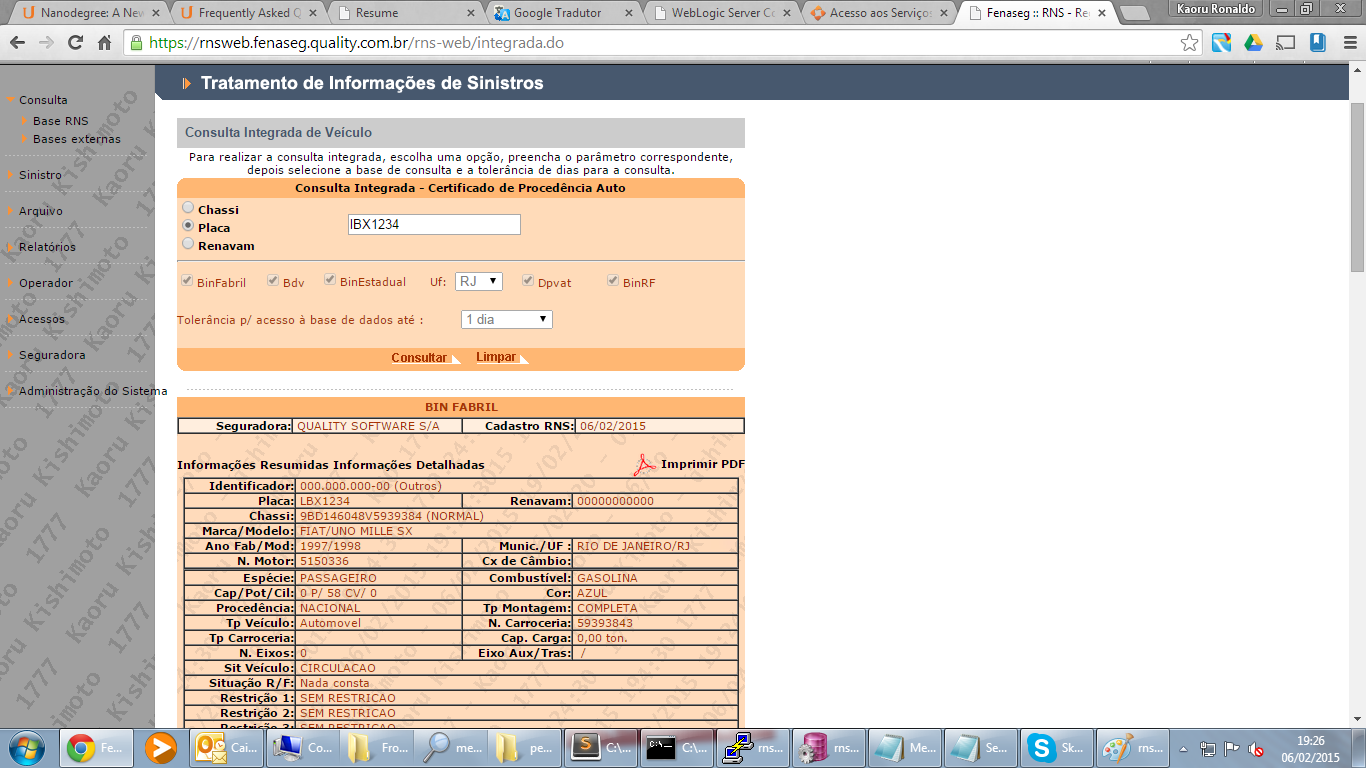 Nanodegree: A New
Frequently Asked Q
Resume
Google Tradutor
WebLogic Server Co
Acesso aos Serviços
Fenaseg :: RNS - Re
Kaoru Ronaldo
https://rnsweb.fenaseg.quality.com.br/rns-web/integrada.do
Tratamento de Informações de Sinistros
Consulta
Base RNS
Bases externas
Sinistro
Arquivo
Relatórios
Operador
Acessos
Seguradora
Administração do Sistema
1777 Kaoru Kishimoto
Consulta Integrada de Veículo
Para realizar a consulta integrada, escolha uma opção, preencha o parâmetro correspondente,
depois selecione a base de consulta e a tolerância de dias para a consulta.
Consulta Integrada - Certificado de Procedência Auto
Chassi
Placa IBX1234
Renavam
BinFabril Bdv BinEstadual Uf: RJ Dpvat BinRF
Tolerância p/ acesso à base de dados até : 1 dia
Consultar Limpar
BIN FABRIL
Seguradora: QUALITY SOFTWARE S/A Cadastro RNS: 06/02/2015
Informações Resumidas Informações Detalhadas Imprimir PDF
Identificador: 000.000.000-00 (Outros)
Placa: LBX1234 Renavam: 00000000000
Chassi: 9BD146048V5939384 (NORMAL)
Marca/Modelo: FIAT/UNO MILLE SX
Ano Fab/Mod: 1997/1998 Munic./UF : RIO DE JANEIRO/RJ
N. Motor: 5150336 Cx de Câmbio:
Espécie: PASSAGEIRO Combustível: GASOLINA
Cap/Pot/Cil: 0 P/ 58 CV/ 0 Cor: AZUL
Procedência: NACIONAL Tp Montagem: COMPLETA
Tp Veículo: Automovel N. Carroceria: 59393843
Tp Carroceria: Cap. Carga: 0,00 ton.
N. Eixos: 0 Eixo Aux/Tras: /
Sit Veículo: CIRCULACAO
Situação R/F: Nada consta
Restrição 1: SEM RESTRICAO
Restrição 2: SEM RESTRICAO
Restrição 3: SEM RESTRICAO
Fe... Cai... Co... Fro... me... pe... C:\... C:\... rns... rns... Me... Se... Sk... rns...
19:26
06/02/2015